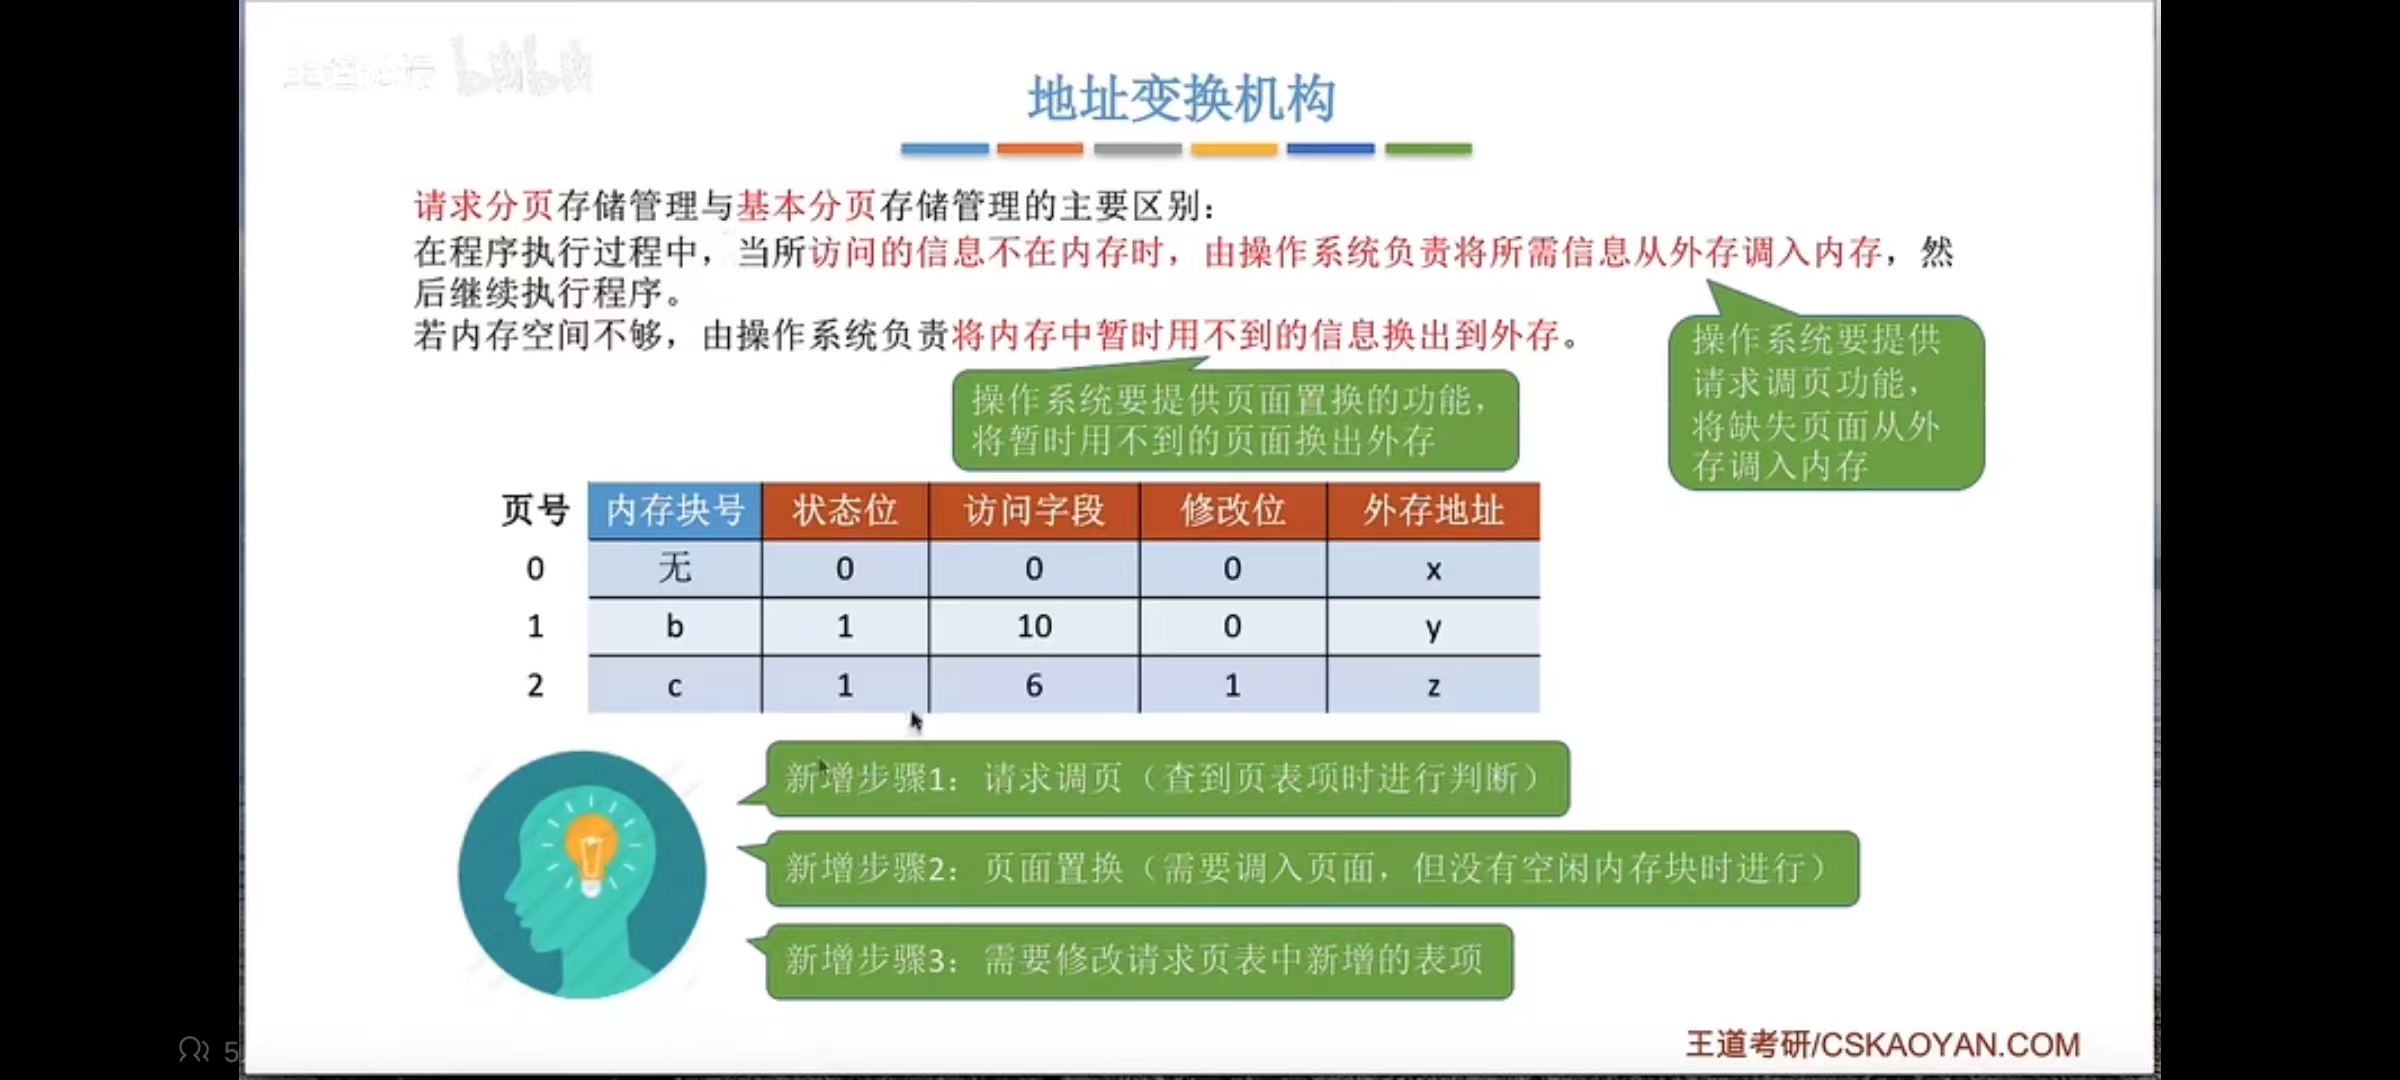 地址变换机构
请求分页存储管理与基本分页存储管理的主要区别：
在程序执行过程中，当所访问的信息不在内存时，由操作系统负责将所需信息从外存调入内存，然
后继续执行程序。
若内存空间不够，由操作系统负责将内存中暂时用不到的信息换出到外存。
操作系统要提供
请求调页功能，
将缺失页面从外
存调入内存
操作系统要提供页面置换的功能，
将暂时用不到的页面换出外存
页号 内存块号 状态位 访问字段 修改位 外存地址
0 无 0 0 0 x
1 b 1 10 0 y
2 c 1 6 1 z
新增步骤1：请求调页（查到页表项时进行判断）
新增步骤2：页面置换（需要调入页面，但没有空闲内存块时进行）
新增步骤3：需要修改请求页表中新增的表项
王道考研/CSKAOYAN.COM
5